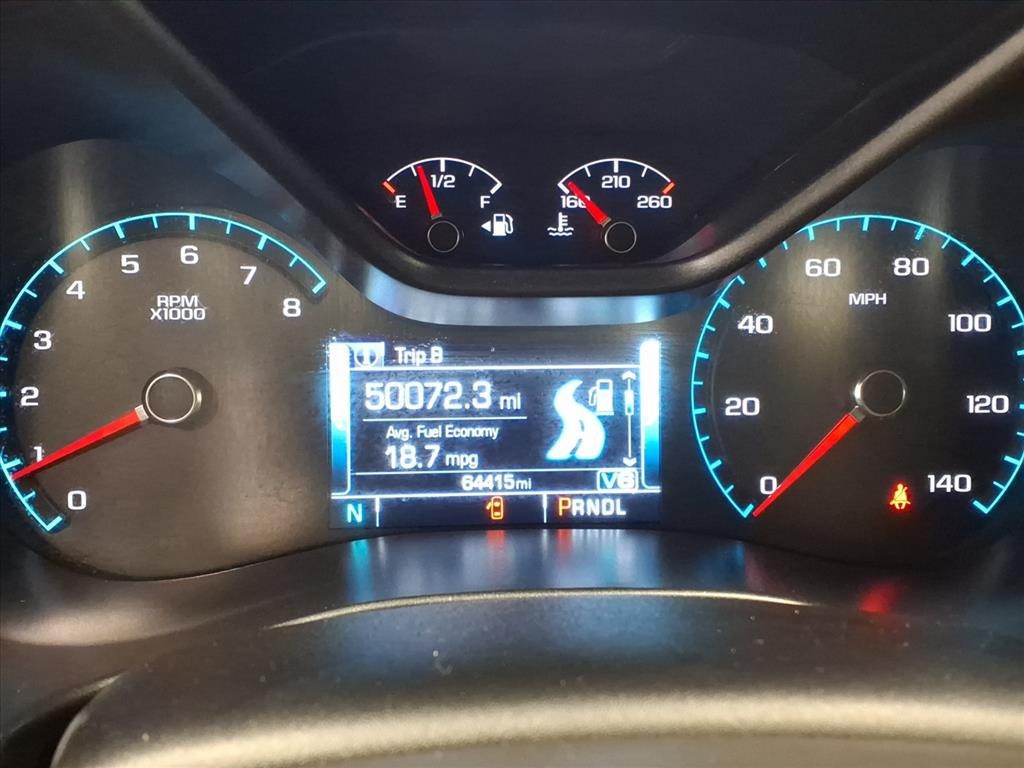 E 1/2 F
160 210 260
0 1 2 3 4 5 6 7 8
RPM
X1000
Trip B
50072.3 mi
Avg. Fuel Economy
18.7 mpg
64415mi V6
N PRNDL
0 20 40 60 80 100 120 140
MPH